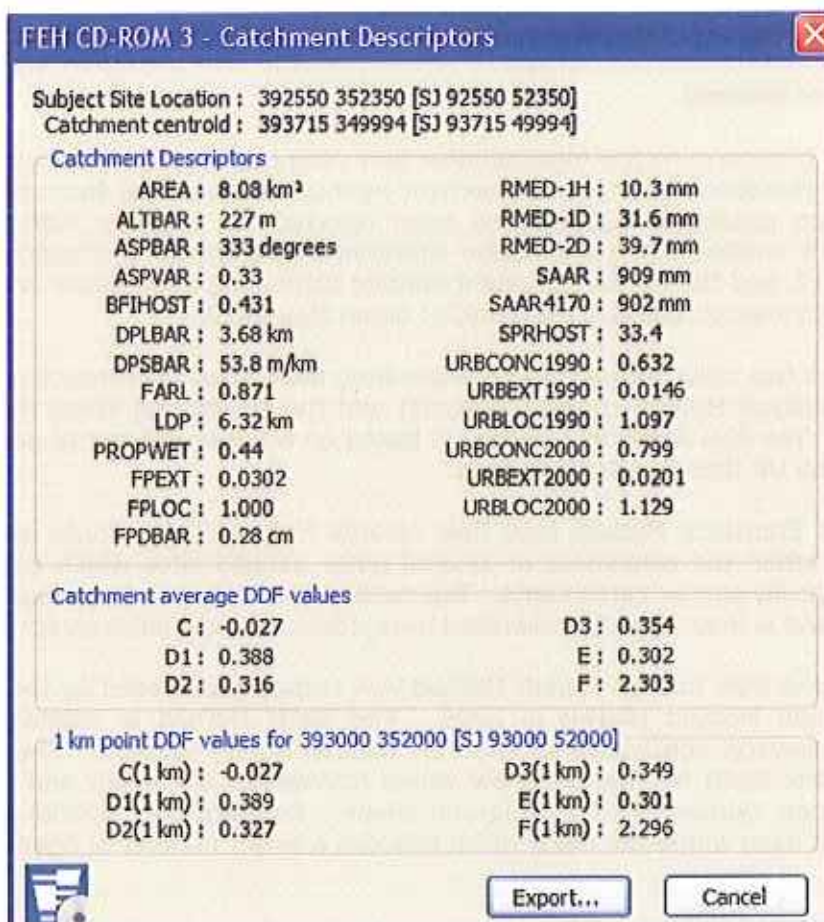 FEH CD-ROM 3 - Catchment Descriptors
Subject Site Location : 392550 352350 [SJ 92550 52350]
Catchment centroid : 393715 349994 [SJ 93715 49994]
Catchment Descriptors
AREA : 8.08 km² RMED-1H : 10.3 mm
ALTBAR : 227 m RMED-1D : 31.6 mm
ASPBAR : 333 degrees RMED-2D : 39.7 mm
ASPVAR : 0.33 SAAR : 909 mm
BFIHOST : 0.431 SAAR4170 : 902 mm
DPLBAR : 3.68 km SPRHOST : 33.4
DPSBAR : 53.8 m/km URBCONC1990 : 0.632
FARL : 0.871 URBEXT1990 : 0.0146
LDP : 6.32 km URBLOC1990 : 1.097
PROPWET : 0.44 URBCONC2000 : 0.799
FPEXT : 0.0302 URBEXT2000 : 0.0201
FPLOC : 1.000 URBLOC2000 : 1.129
FPDBAR : 0.28 cm
Catchment average DDF values
C : -0.027 D3 : 0.354
D1 : 0.388 E : 0.302
D2 : 0.316 F : 2.303
1 km point DDF values for 393000 352000 [SJ 93000 52000]
C(1 km) : -0.027 D3(1 km) : 0.349
D1(1 km) : 0.389 E(1 km) : 0.301
D2(1 km) : 0.327 F(1 km) : 2.296
Export... Cancel